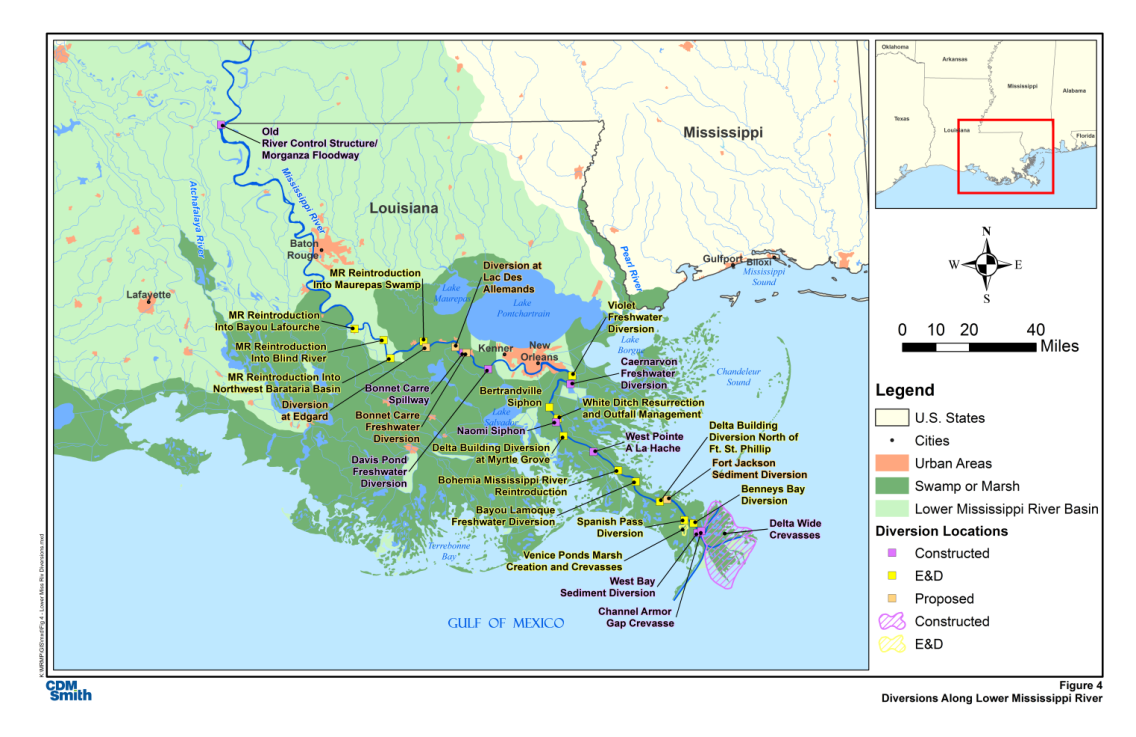 Old
River Control Structure/
Morganza Floodway
Mississippi
Louisiana
Mississippi River
Atchafalaya River
Pearl River
Baton
Rouge
Lafayette
Gulfport
Biloxi
Mississippi
Sound
MR Reintroduction
Into Maurepas Swamp
Diversion at
Lac Des
Allemands
Lake
Maurepas
Lake
Pontchartrain
Violet
Freshwater
Diversion
MR Reintroduction
Into Bayou Lafourche
MR Reintroduction
Into Blind River
Kenner
New
Orleans
Lake
Borgne
Caernarvon
Freshwater
Diversion
Chandeleur
Sound
MR Reintroduction Into
Northwest Barataria Basin
Diversion
at Edgard
Bonnet Carre
Spillway
Bertrandville
Siphon
White Ditch Resurrection
and Outfall Management
Bonnet Carre
Freshwater
Diversion
Lake
Salvador
Naomi Siphon
Delta Building Diversion
at Myrtle Grove
West Pointe
A La Hache
Delta Building
Diversion North of
Ft. St. Phillip
Davis Pond
Freshwater
Diversion
Bohemia Mississippi River
Reintroduction
Fort Jackson
Sediment Diversion
Benneys Bay
Diversion
Bayou Lamoque
Freshwater Diversion
Spanish Pass
Diversion
Delta Wide
Crevasses
Terrebonne
Bay
Venice Ponds Marsh
Creation and Crevasses
West Bay
Sediment Diversion
Channel Armor
Gap Crevasse
GULF OF MEXICO
Oklahoma
Arkansas
Mississippi
Alabama
Texas
Louisiana
Florida
N
W
E
S
0 10 20 40
Miles
Legend
U.S. States
Cities
Urban Areas
Swamp or Marsh
Lower Mississippi River Basin
Diversion Locations
Constructed
E&D
Proposed
Constructed
E&D
CDM
Smith
Figure 4
Diversions Along Lower Mississippi River